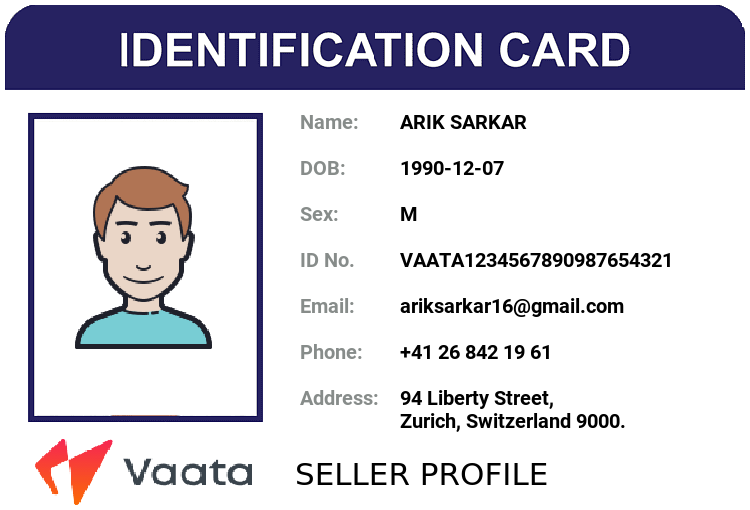 IDENTIFICATION CARD
Name: ARIK SARKAR
DOB: 1990-12-07
Sex: M
ID No. VAATA1234567890987654321
Email: ariksarkar16@gmail.com
Phone: +41 26 842 19 61
Address: 94 Liberty Street,
Zurich, Switzerland 9000.
Vaata SELLER PROFILE